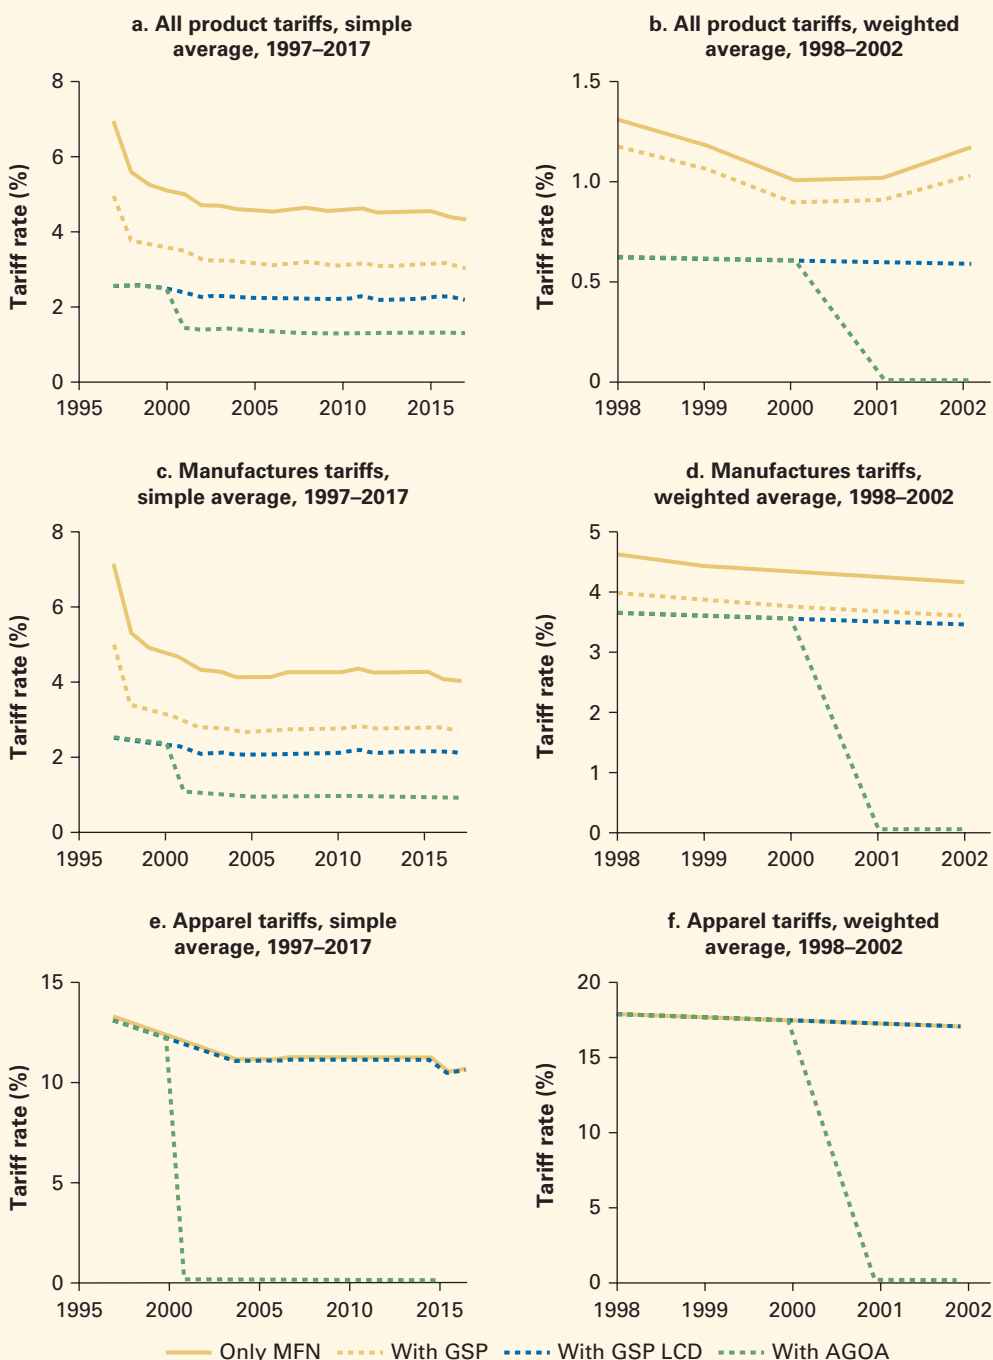 a. All product tariffs, simple
average, 1997–2017
Tariff rate (%)
8
6
4
2
0
1995 2000 2005 2010 2015
b. All product tariffs, weighted
average, 1998–2002
Tariff rate (%)
1.5
1.0
0.5
0
1998 1999 2000 2001 2002
c. Manufactures tariffs,
simple average, 1997–2017
Tariff rate (%)
8
6
4
2
0
1995 2000 2005 2010 2015
d. Manufactures tariffs,
weighted average, 1998–2002
Tariff rate (%)
5
4
3
2
1
0
1998 1999 2000 2001 2002
e. Apparel tariffs, simple
average, 1997–2017
Tariff rate (%)
15
10
5
0
1995 2000 2005 2010 2015
f. Apparel tariffs, weighted
average, 1998–2002
Tariff rate (%)
20
15
10
5
0
1998 1999 2000 2001 2002
Only MFN With GSP With GSP LCD With AGOA